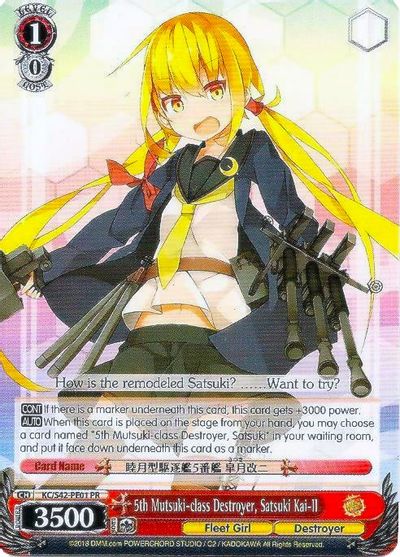 LEVEL
1
0
COST
How is the remodeled Satsuki? ......Want to try?
CONT If there is a marker underneath this card, this card gets +3000 power.
AUTO When this card is placed on the stage from your hand, you may choose
a card named "5th Mutsuki-class Destroyer, Satsuki" in your waiting room,
and put it face down underneath this card as a marker.
Card Name 睦月型駆逐艦5番艦 皐月改二
CH KC/S42-PE01 PR
5th Mutsuki-class Destroyer, Satsuki Kai-II
POWER
3500
Fleet Girl
Destroyer
©2013 DMM.com POWERCHORD STUDIO / C2 / KADOKAWA All Rights Reserved.